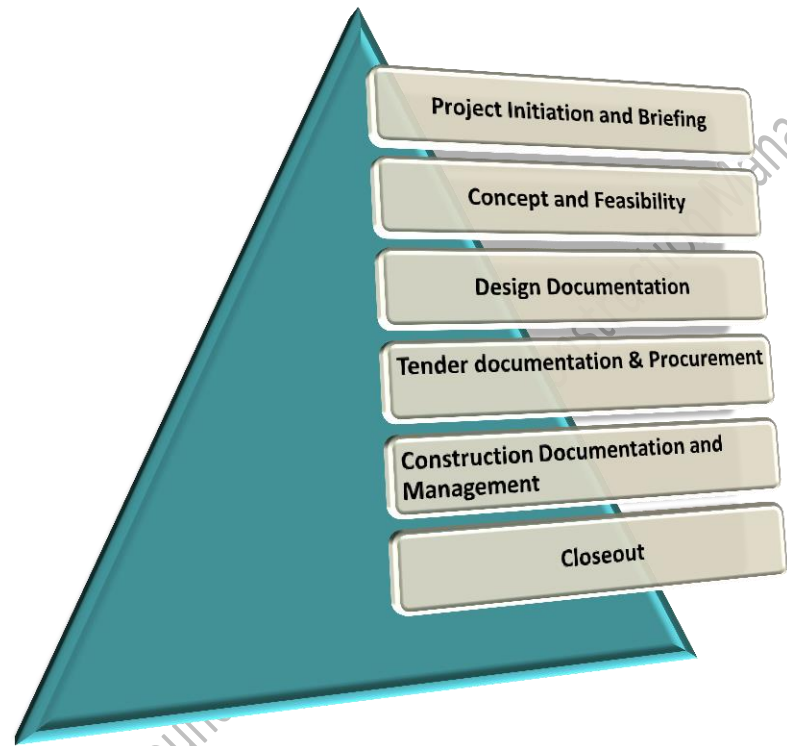 Project Initiation and Briefing
Concept and Feasibility
Design Documentation
Tender documentation & Procurement
Construction Documentation and
Management
Closeout